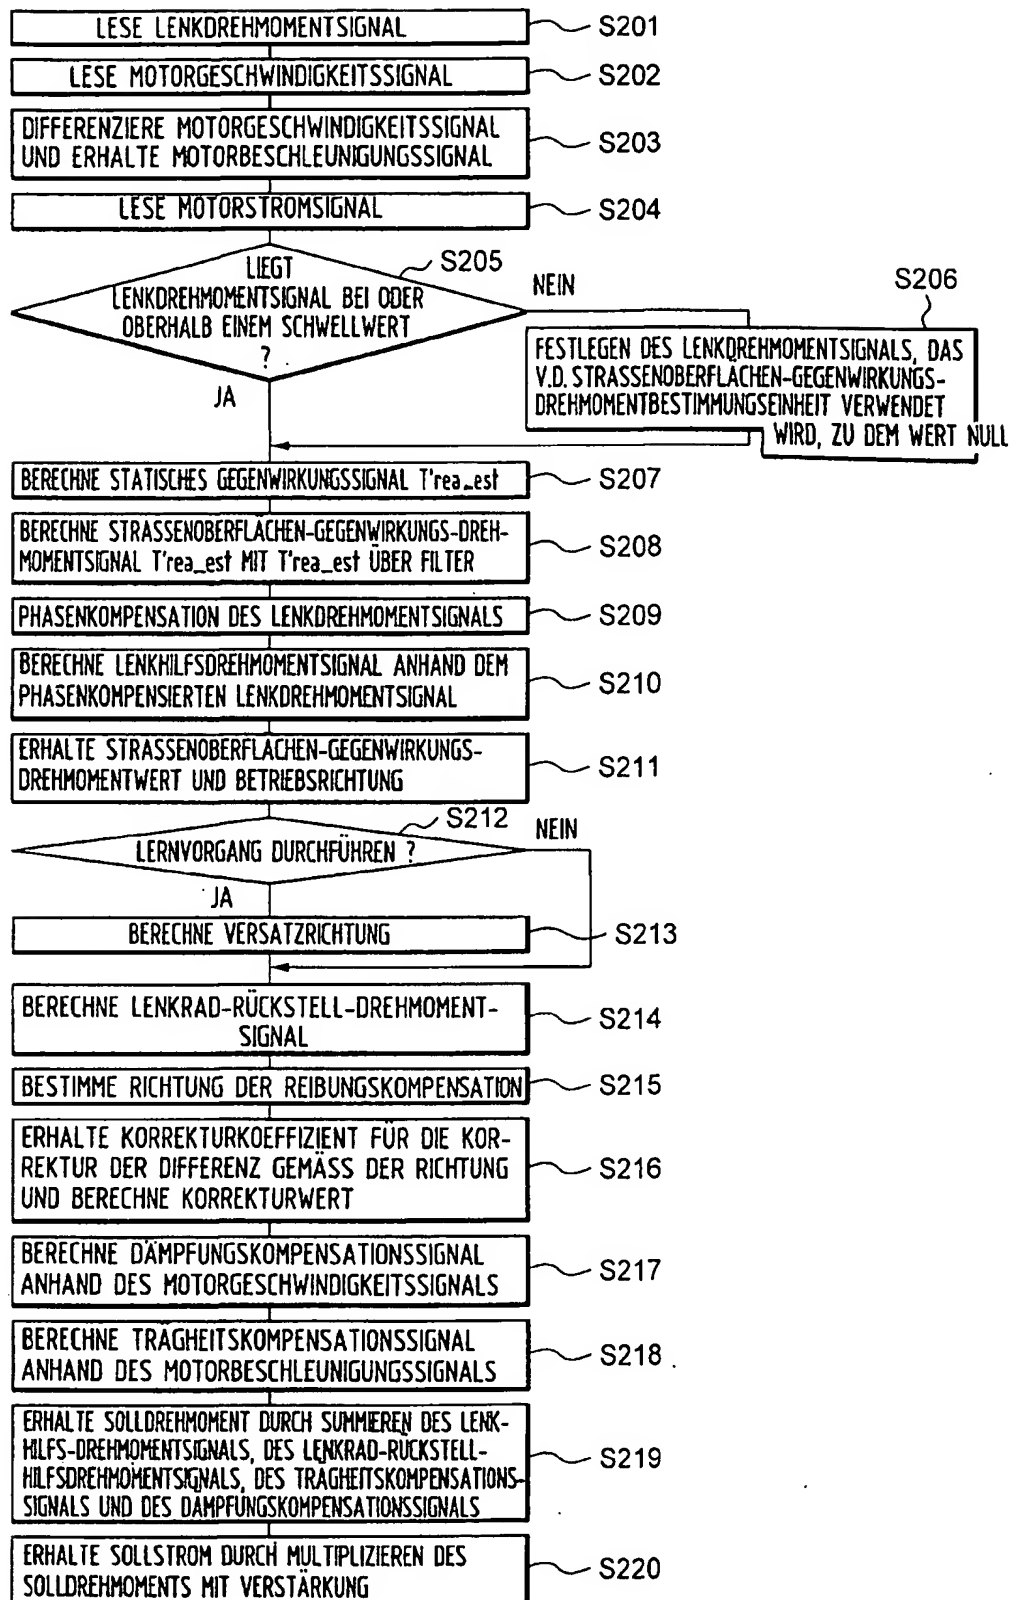 LESE LENKDREHMOMENTSIGNAL
S201
LESE MOTORGESCHWINDIGKEITSSIGNAL
S202
DIFFERENZIERE MOTORGESCHWINDIGKEITSSIGNAL
UND ERHALTE MOTORBESCHLEUNIGUNGSSIGNAL
S203
LESE MOTORSTROMSIGNAL
S204
S205
LIEGT
LENKDREHMOMENTSIGNAL BEI ODER
OBERHALB EINEM SCHWELLWERT
?
NEIN
JA
S206
FESTLEGEN DES LENKDREHMOMENTSIGNALS, DAS
V.D. STRASSENOBERFLÄCHEN-GEGENWIRKUNGS-
DREHMOMENTBESTIMMUNGSEINHEIT VERWENDET
WIRD, ZU DEM WERT NULL
BERECHNE STATISCHES GEGENWIRKUNGSSIGNAL T'rea_est
S207
BERECHNE STRASSENOBERFLÄCHEN-GEGENWIRKUNGS-DREH-
MOMENTSIGNAL T'rea_est MIT T'rea_est ÜBER FILTER
S208
PHASENKOMPENSATION DES LENKDREHMOMENTSIGNALS
S209
BERECHNE LENKHILFSDREHMOMENTSIGNAL ANHAND DEM
PHASENKOMPENSIERTEN LENKDREHMOMENTSIGNAL
S210
ERHALTE STRASSENOBERFLACHEN-GEGENWIRKUNGS-
DREHMOMENTWERT UND BETRIEBSRICHTUNG
S211
S212
LERNVORGANG DURCHFÜHREN ?
NEIN
JA
BERECHNE VERSATZRICHTUNG
S213
BERECHNE LENKRAD-RÜCKSTELL-DREHMOMENT-
SIGNAL
S214
BESTIMME RICHTUNG DER REIBUNGSKOMPENSATION
S215
ERHALTE KORREKTURKOEFFIZIENT FÜR DIE KOR-
REKTUR DER DIFFERENZ GEMÄSS DER RICHTUNG
UND BERECHNE KORREKTURWERT
S216
BERECHNE DÄMPFUNGSKOMPENSATIONSSIGNAL
ANHAND DES MOTORGESCHWINDIGKEITSSIGNALS
S217
BERECHNE TRÄGHEITSKOMPENSATIONSSIGNAL
ANHAND DES MOTORBESCHLEUNIGUNGSSIGNALS
S218
ERHALTE SOLLDREHMOMENT DURCH SUMMIEREN DES LENK-
HILFS-DREHMOMENTSIGNALS, DES LENKRAD-RÜCKSTELL-
HILFSDREHMOMENTSIGNALS, DES TRÄGHEITSKOMPENSATIONS-
SIGNALS UND DES DÄMPFUNGSKOMPENSATIONSSIGNALS
S219
ERHALTE SOLLSTROM DURCH MULTIPLIZIEREN DES
SOLLDREHMOMENTS MIT VERSTÄRKUNG
S220